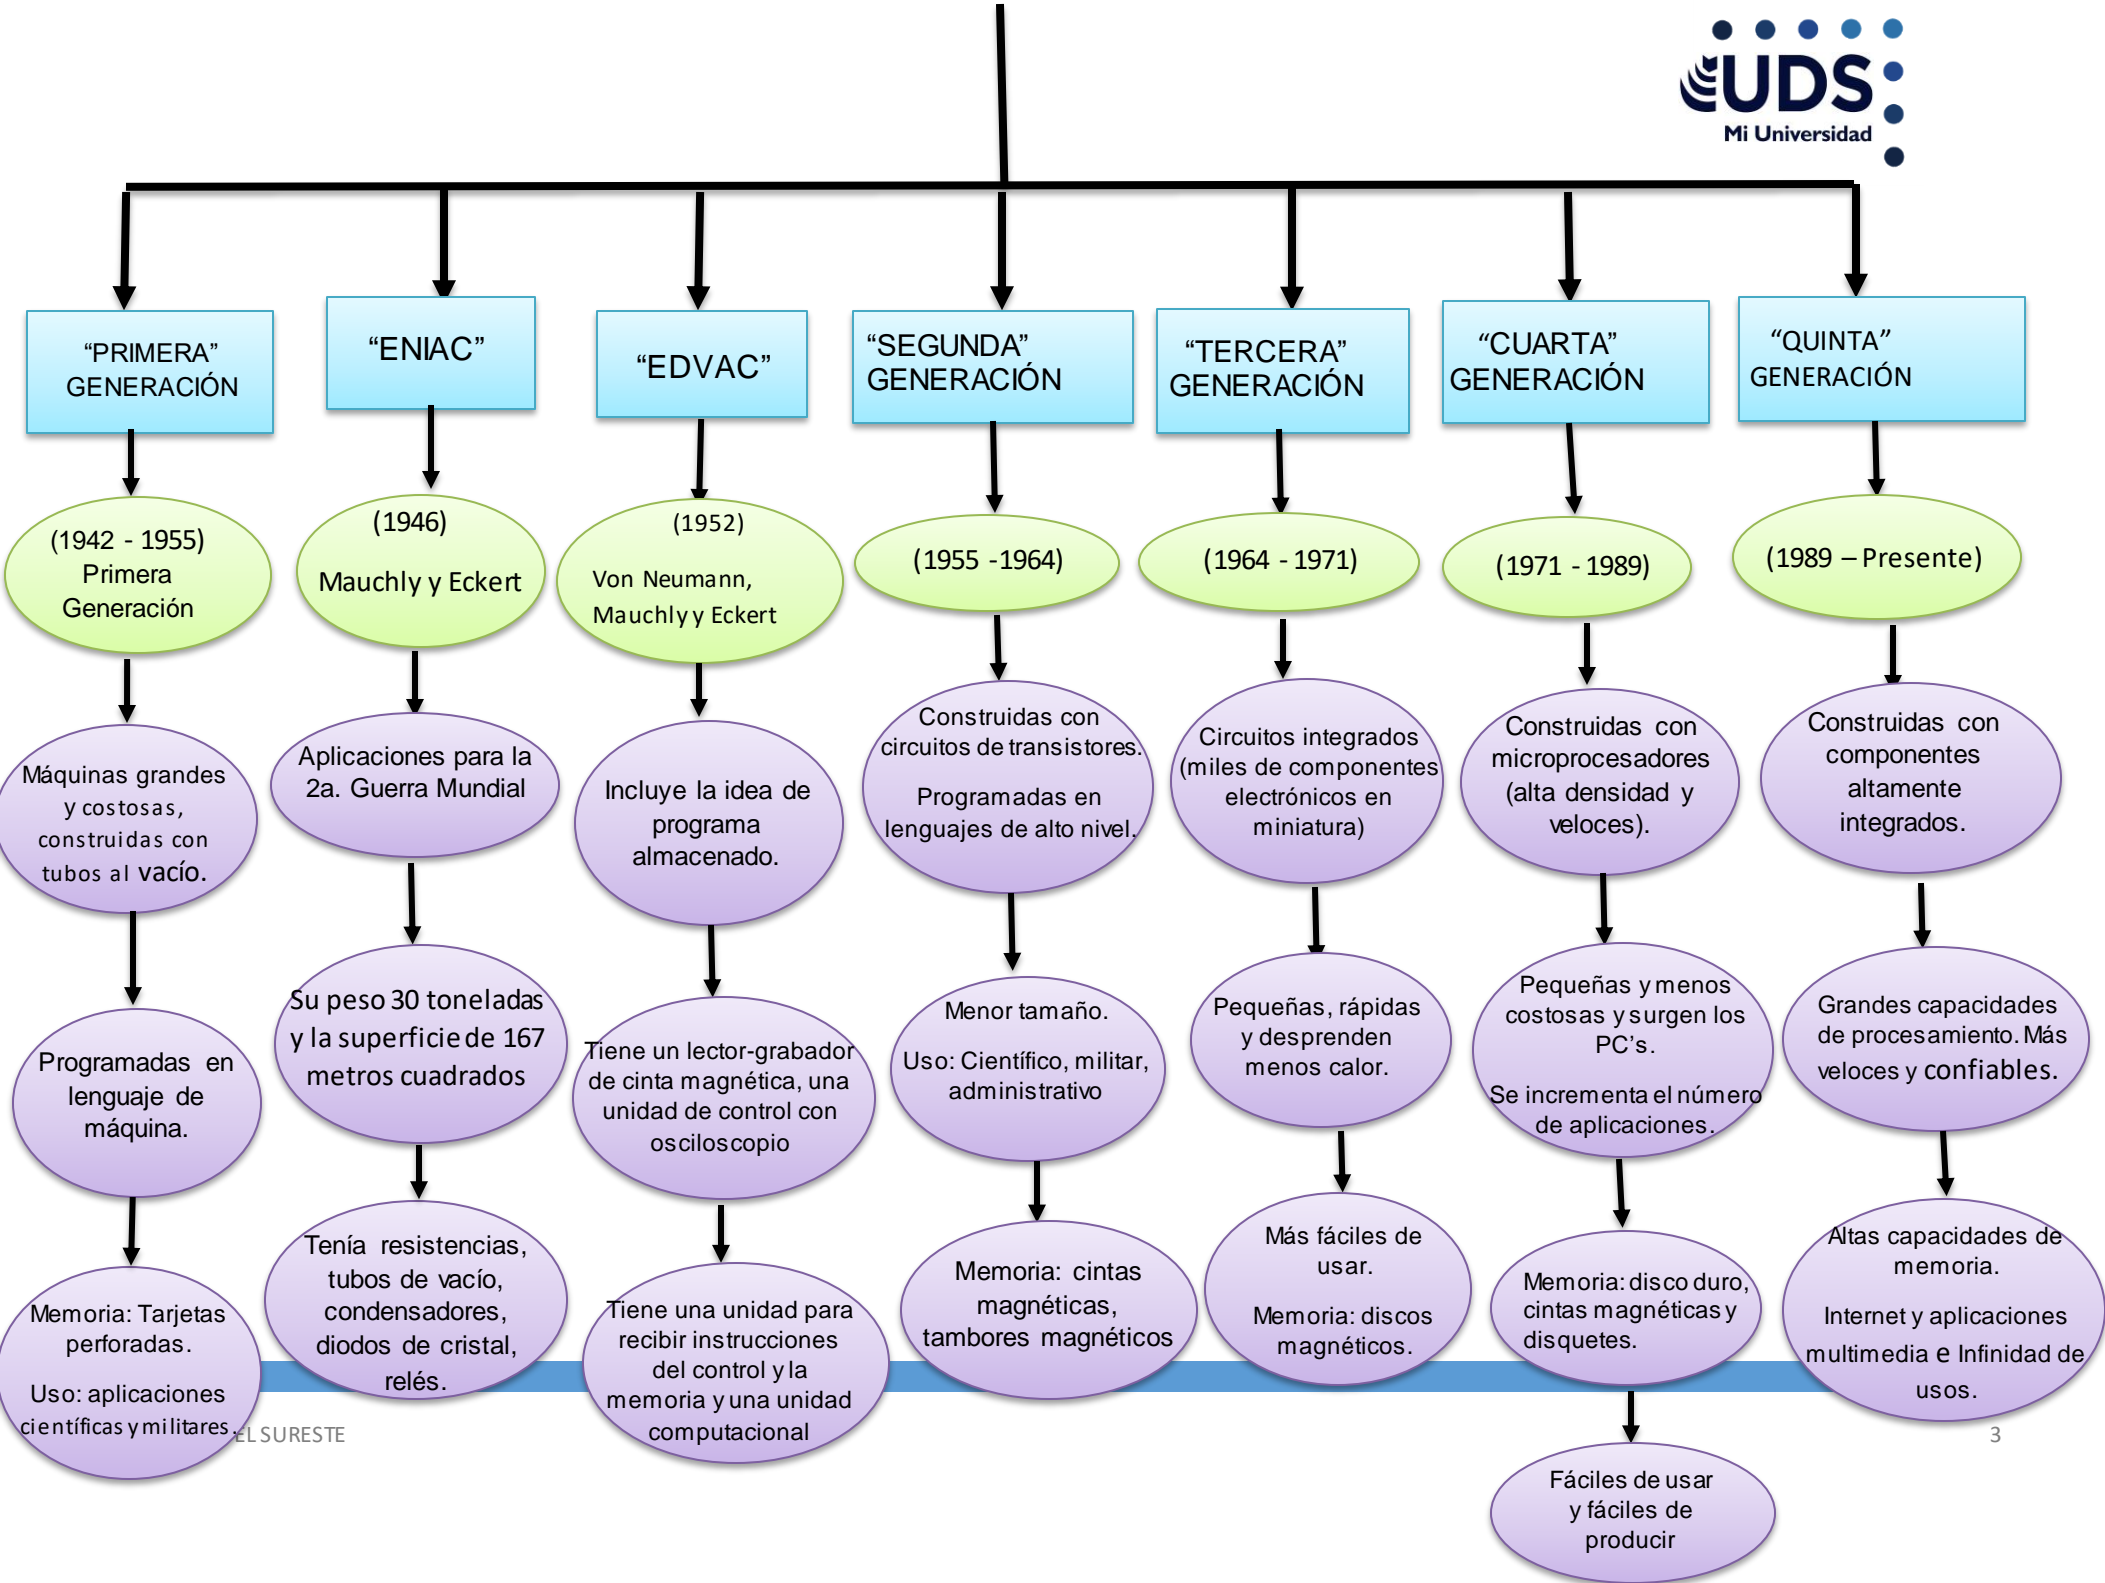 UDS
Mi Universidad
“PRIMERA”
GENERACIÓN
(1942 - 1955)
Primera
Generación
Máquinas grandes
y costosas,
construidas con
tubos al vacío.
Programadas en
lenguaje de
máquina.
Memoria: Tarjetas
perforadas.
Uso: aplicaciones
científicas y militares.
“ENIAC”
(1946)
Mauchly y Eckert
Aplicaciones para la
2a. Guerra Mundial
Su peso 30 toneladas
y la superficie de 167
metros cuadrados
Tenía resistencias,
tubos de vacío,
condensadores,
diodos de cristal,
relés.
“EDVAC”
(1952)
Von Neumann,
Mauchly y Eckert
Incluye la idea de
programa
almacenado.
Tiene un lector-grabador
de cinta magnética, una
unidad de control con
osciloscopio
Tiene una unidad para
recibir instrucciones
del control y la
memoria y una unidad
computacional
“SEGUNDA”
GENERACIÓN
(1955 -1964)
Construidas con
circuitos de transistores.
Programadas en
lenguajes de alto nivel.
Menor tamaño.
Uso: Científico, militar,
administrativo
Memoria: cintas
magnéticas,
tambores magnéticos
“TERCERA”
GENERACIÓN
(1964 - 1971)
Circuitos integrados
(miles de componentes
electrónicos en
miniatura)
Pequeñas, rápidas
y desprenden
menos calor.
Más fáciles de
usar.
Memoria: discos
magnéticos.
“CUARTA”
GENERACIÓN
(1971 - 1989)
Construidas con
microprocesadores
(alta densidad y
veloces).
Pequeñas y menos
costosas y surgen los
PC’s.
Se incrementa el número
de aplicaciones.
Memoria: disco duro,
cintas magnéticas y
disquetes.
Fáciles de usar
y fáciles de
producir
“QUINTA”
GENERACIÓN
(1989 – Presente)
Construidas con
componentes
altamente
integrados.
Grandes capacidades
de procesamiento. Más
veloces y confiables.
Altas capacidades de
memoria.
Internet y aplicaciones
multimedia e Infinidad de
usos.
EL SURESTE
3